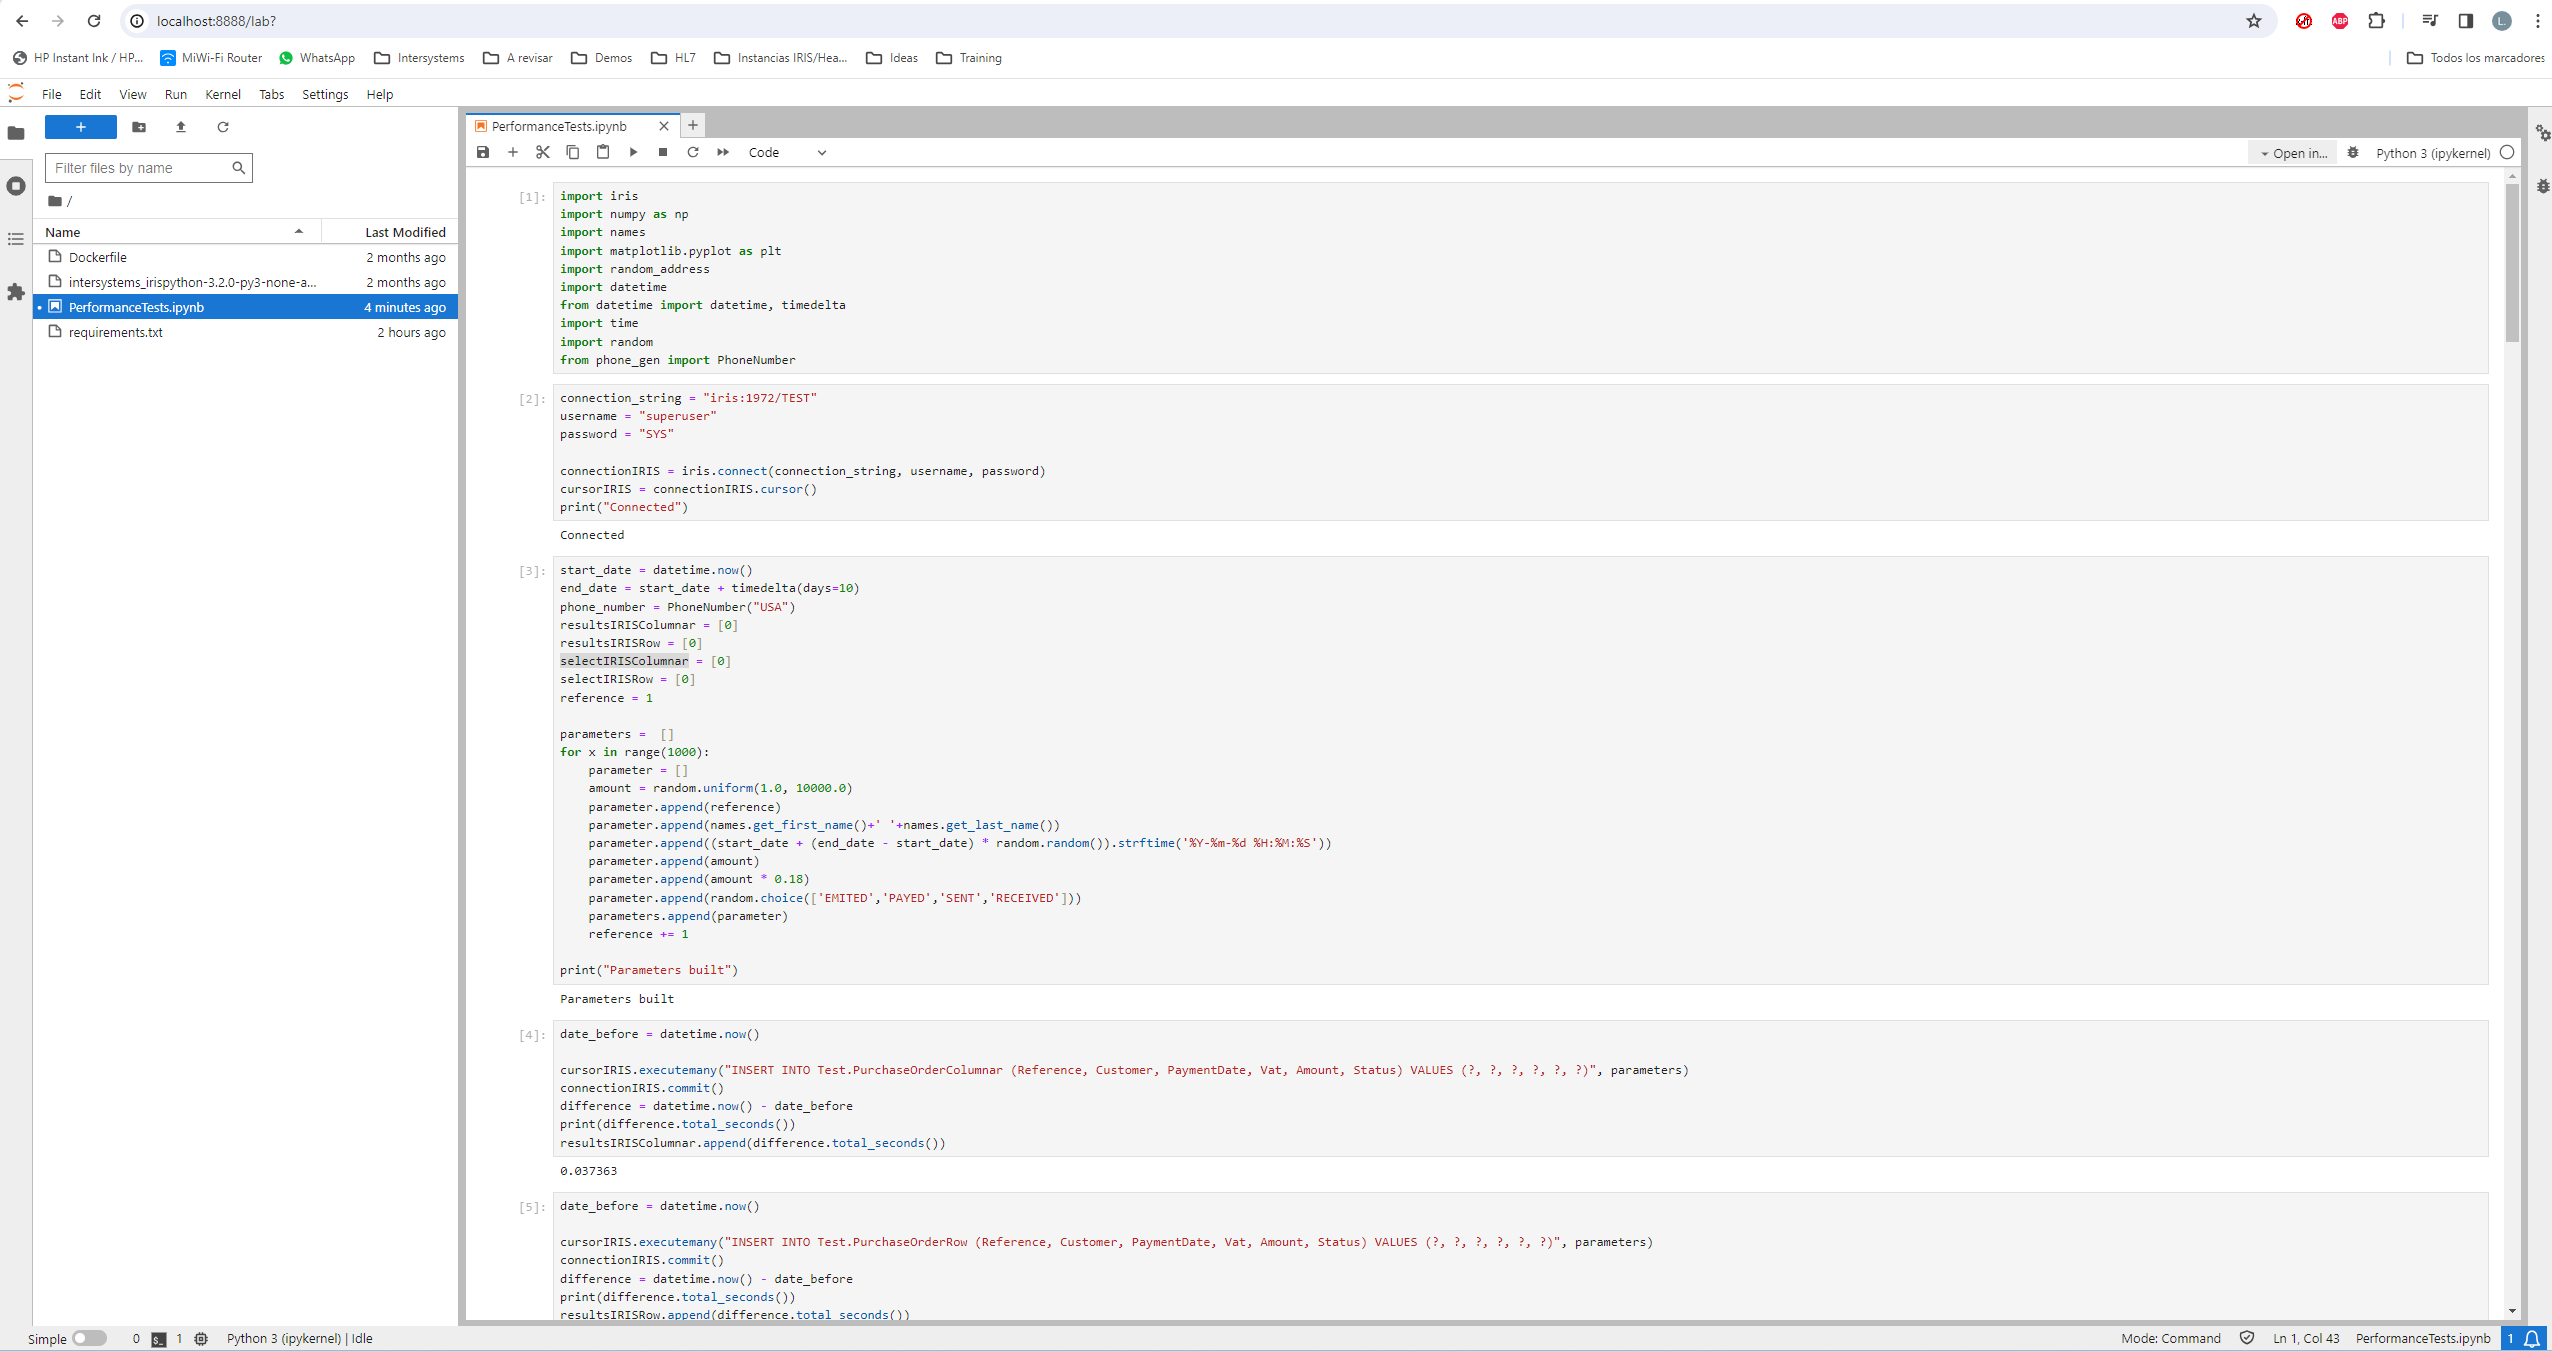 localhost:8888/lab?
HP Instant Ink / HP... MiWi-Fi Router WhatsApp Intersystems A revisar Demos HL7 Instancias IRIS/Hea... Ideas Training Todos los marcadores
File Edit View Run Kernel Tabs Settings Help
Filter files by name
/
Name Last Modified
Dockerfile 2 months ago
intersystems_irispython-3.2.0-py3-none-a... 2 months ago
PerformanceTests.ipynb 4 minutes ago
requirements.txt 2 hours ago
PerformanceTests.ipynb
Code
Open in... Python 3 (ipykernel)
[1]:
import iris
import numpy as np
import names
import matplotlib.pyplot as plt
import random_address
import datetime
from datetime import datetime, timedelta
import time
import random
from phone_gen import PhoneNumber
[2]:
connection_string = "iris:1972/TEST"
username = "superuser"
password = "SYS"
connectionIRIS = iris.connect(connection_string, username, password)
cursorIRIS = connectionIRIS.cursor()
print("Connected")
Connected
[3]:
start_date = datetime.now()
end_date = start_date + timedelta(days=10)
phone_number = PhoneNumber("USA")
resultsIRISColumnar = [0]
resultsIRISRow = [0]
selectIRISColumnar = [0]
selectIRISRow = [0]
reference = 1
parameters =  []
for x in range(1000):
    parameter = []
    amount = random.uniform(1.0, 10000.0)
    parameter.append(reference)
    parameter.append(names.get_first_name()+' '+names.get_last_name())
    parameter.append((start_date + (end_date - start_date) * random.random()).strftime('%Y-%m-%d %H:%M:%S'))
    parameter.append(amount)
    parameter.append(amount * 0.18)
    parameter.append(random.choice(['EMITED','PAYED','SENT','RECEIVED']))
    parameters.append(parameter)
    reference += 1
print("Parameters built")
Parameters built
[4]:
date_before = datetime.now()
cursorIRIS.executemany("INSERT INTO Test.PurchaseOrderColumnar (Reference, Customer, PaymentDate, Vat, Amount, Status) VALUES (?, ?, ?, ?, ?, ?)", parameters)
connectionIRIS.commit()
difference = datetime.now() - date_before
print(difference.total_seconds())
resultsIRISColumnar.append(difference.total_seconds())
0.037363
[5]:
date_before = datetime.now()
cursorIRIS.executemany("INSERT INTO Test.PurchaseOrderRow (Reference, Customer, PaymentDate, Vat, Amount, Status) VALUES (?, ?, ?, ?, ?, ?)", parameters)
connectionIRIS.commit()
difference = datetime.now() - date_before
print(difference.total_seconds())
resultsIRISRow.append(difference.total_seconds())
Simple 0 1 Python 3 (ipykernel) | Idle Mode: Command Ln 1, Col 43 PerformanceTests.ipynb 1